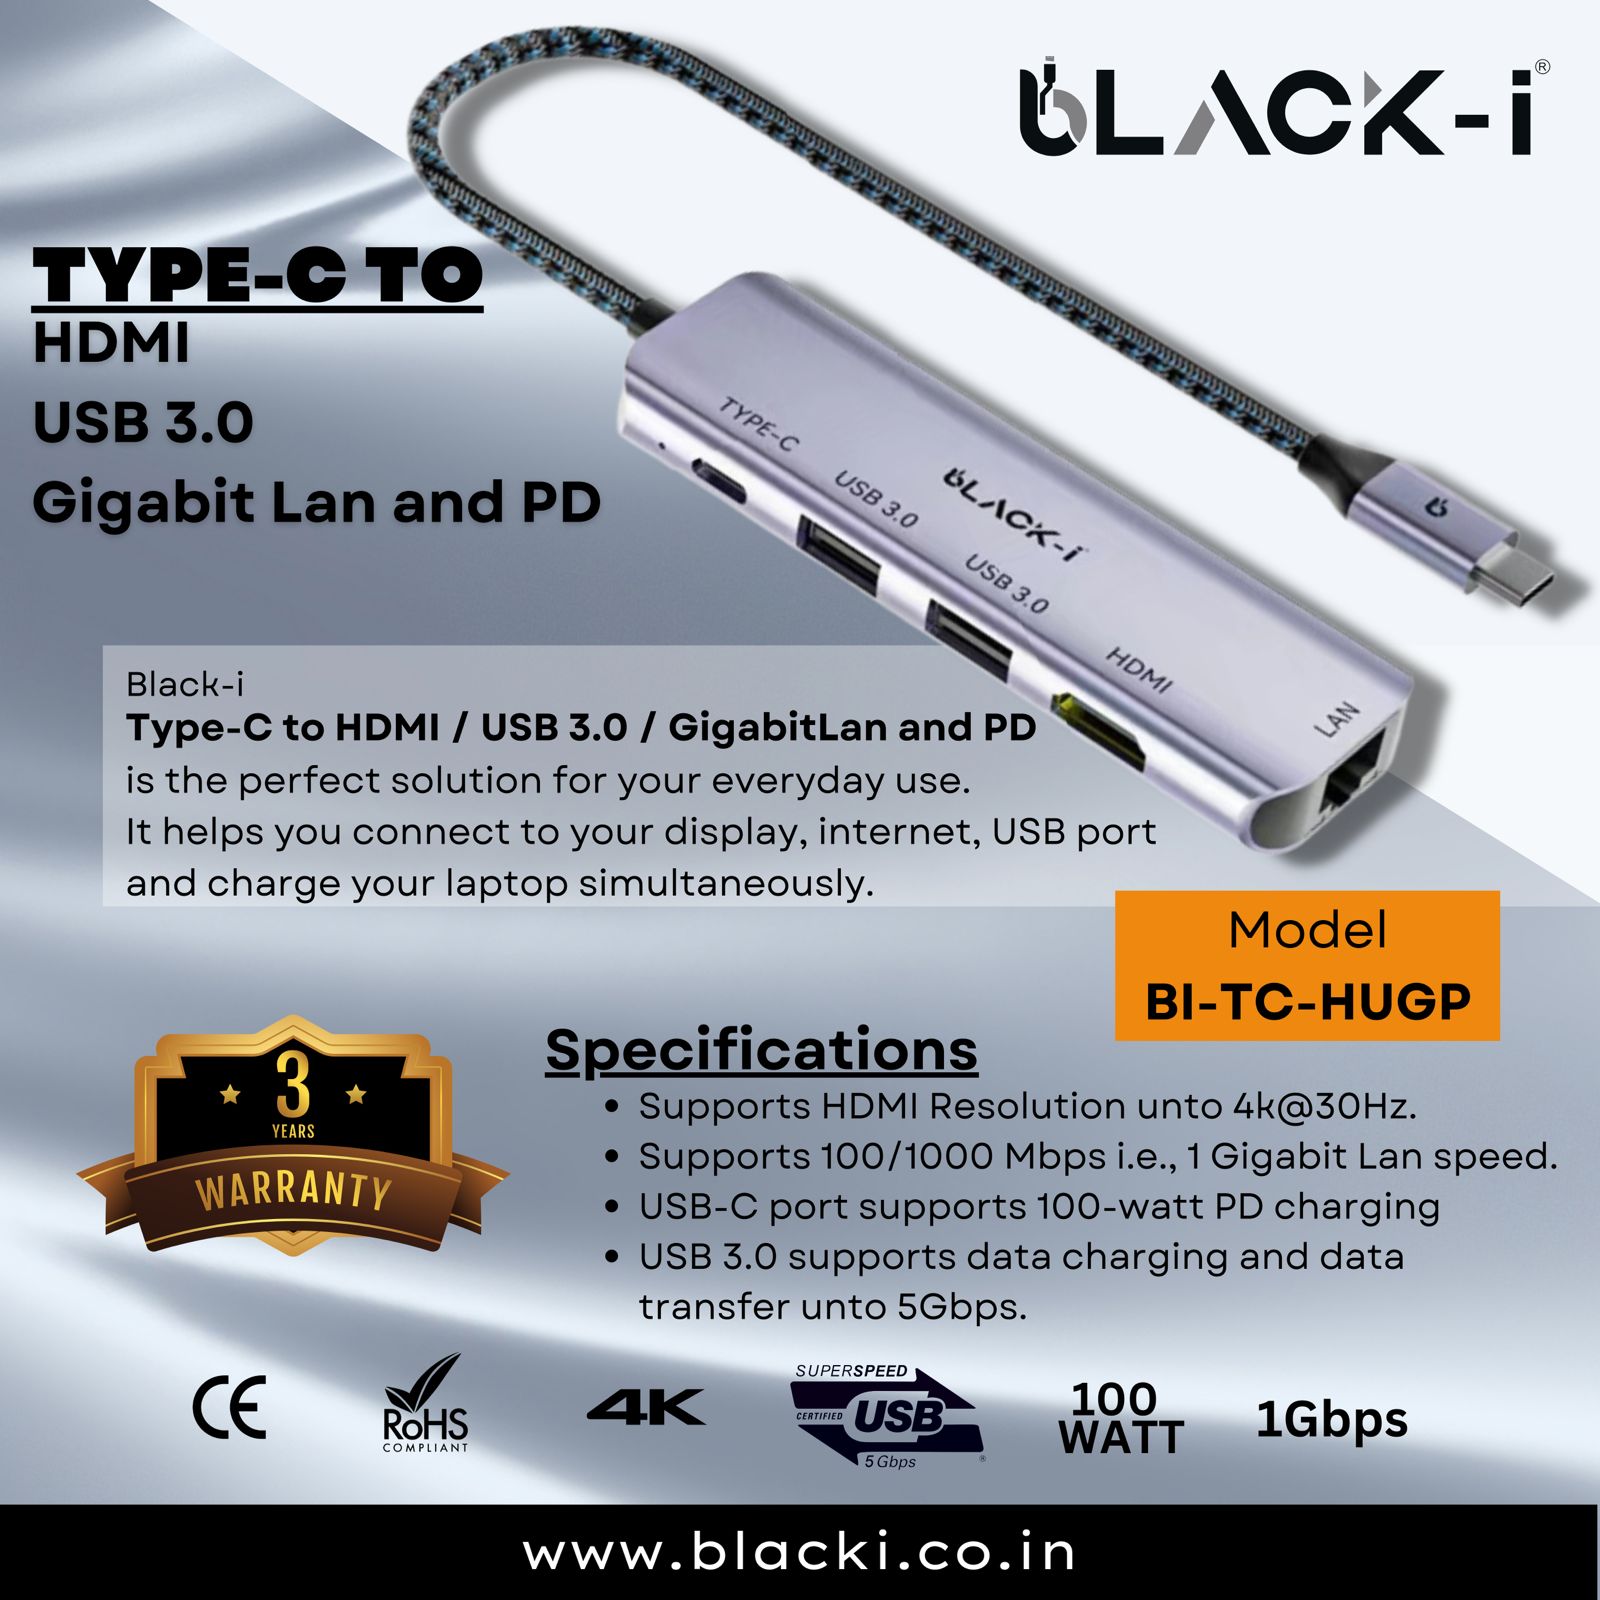 bLACK-i®
TYPE-C TO
HDMI
USB 3.0
Gigabit Lan and PD
TYPE-C
USB 3.0
bLACK-i
USB 3.0
HDMI
LAN
Black-i
Type-C to HDMI / USB 3.0 / GigabitLan and PD
is the perfect solution for your everyday use.
It helps you connect to your display, internet, USB port
and charge your laptop simultaneously.
Model
BI-TC-HUGP
3
YEARS
WARRANTY
Specifications
• Supports HDMI Resolution unto 4k@30Hz.
• Supports 100/1000 Mbps i.e., 1 Gigabit Lan speed.
• USB-C port supports 100-watt PD charging
• USB 3.0 supports data charging and data
transfer unto 5Gbps.
CE
RoHS
COMPLIANT
4K
SUPERSPEED
CERTIFIED USB
5 Gbps ®
100
WATT
1Gbps
www.blacki.co.in